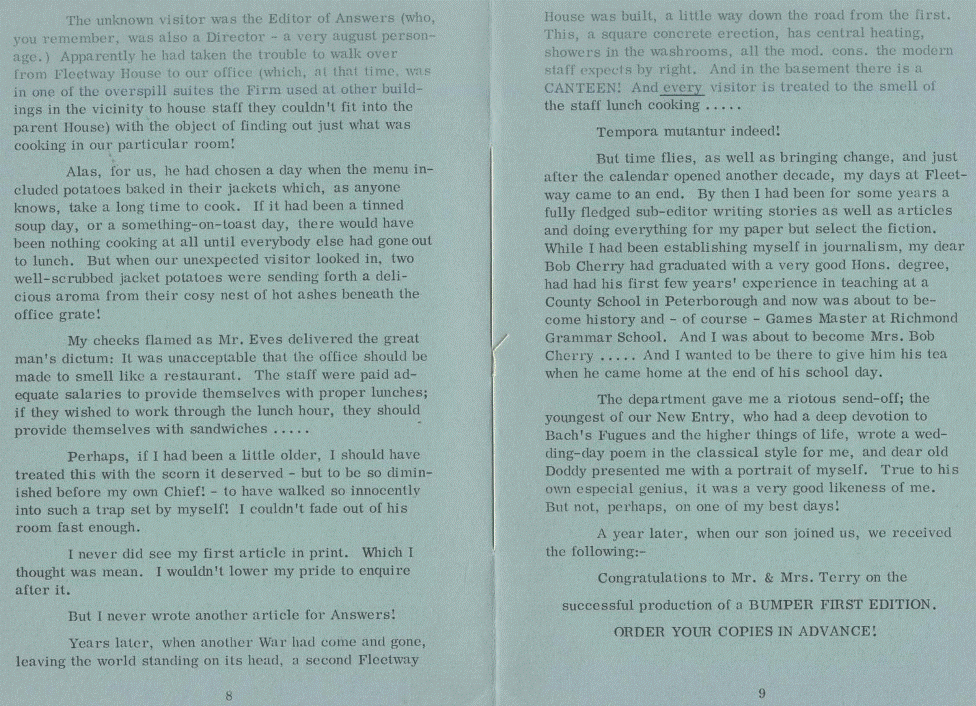 The unknown visitor was the Editor of Answers (who,
you remember, was also a Director - a very august person-
age.) Apparently he had taken the trouble to walk over
from Fleetway House to our office (which, at that time, was
in one of the overspill suites the Firm used at other build-
ings in the vicinity to house staff they couldn't fit into the
parent House) with the object of finding out just what was
cooking in our particular room!
Alas, for us, he had chosen a day when the menu in-
cluded potatoes baked in their jackets which, as anyone
knows, take a long time to cook. If it had been a tinned
soup day, or a something-on-toast day, there would have
been nothing cooking at all until everybody else had gone out
to lunch. But when our unexpected visitor looked in, two
well-scrubbed jacket potatoes were sending forth a deli-
cious aroma from their cosy nest of hot ashes beneath the
office grate!
My cheeks flamed as Mr. Eves delivered the great
man's dictum: It was unacceptable that the office should be
made to smell like a restaurant. The staff were paid ad-
equate salaries to provide themselves with proper lunches;
if they wished to work through the lunch hour, they should
provide themselves with sandwiches .....
Perhaps, if I had been a little older, I should have
treated this with the scorn it deserved - but to be so dimin-
ished before my own Chief! - to have walked so innocently
into such a trap set by myself! I couldn't fade out of his
room fast enough.
I never did see my first article in print. Which I
thought was mean. I wouldn't lower my pride to enquire
after it.
But I never wrote another article for Answers!
Years later, when another War had come and gone,
leaving the world standing on its head, a second Fleetway
8
House was built, a little way down the road from the first.
This, a square concrete erection, has central heating,
showers in the washrooms, all the mod. cons. the modern
staff expects by right. And in the basement there is a
CANTEEN! And every visitor is treated to the smell of
the staff lunch cooking .....
Tempora mutantur indeed!
But time flies, as well as bringing change, and just
after the calendar opened another decade, my days at Fleet-
way came to an end. By then I had been for some years a
fully fledged sub-editor writing stories as well as articles
and doing everything for my paper but select the fiction.
While I had been establishing myself in journalism, my dear
Bob Cherry had graduated with a very good Hons. degree,
had had his first few years' experience in teaching at a
County School in Peterborough and now was about to be-
come history and - of course - Games Master at Richmond
Grammar School. And I was about to become Mrs. Bob
Cherry ..... And I wanted to be there to give him his tea
when he came home at the end of his school day.
The department gave me a riotous send-off; the
youngest of our New Entry, who had a deep devotion to
Bach's Fugues and the higher things of life, wrote a wed-
ding-day poem in the classical style for me, and dear old
Doddy presented me with a portrait of myself. True to his
own especial genius, it was a very good likeness of me.
But not, perhaps, on one of my best days!
A year later, when our son joined us, we received
the following:-
Congratulations to Mr. & Mrs. Terry on the
successful production of a BUMPER FIRST EDITION.
ORDER YOUR COPIES IN ADVANCE!
9